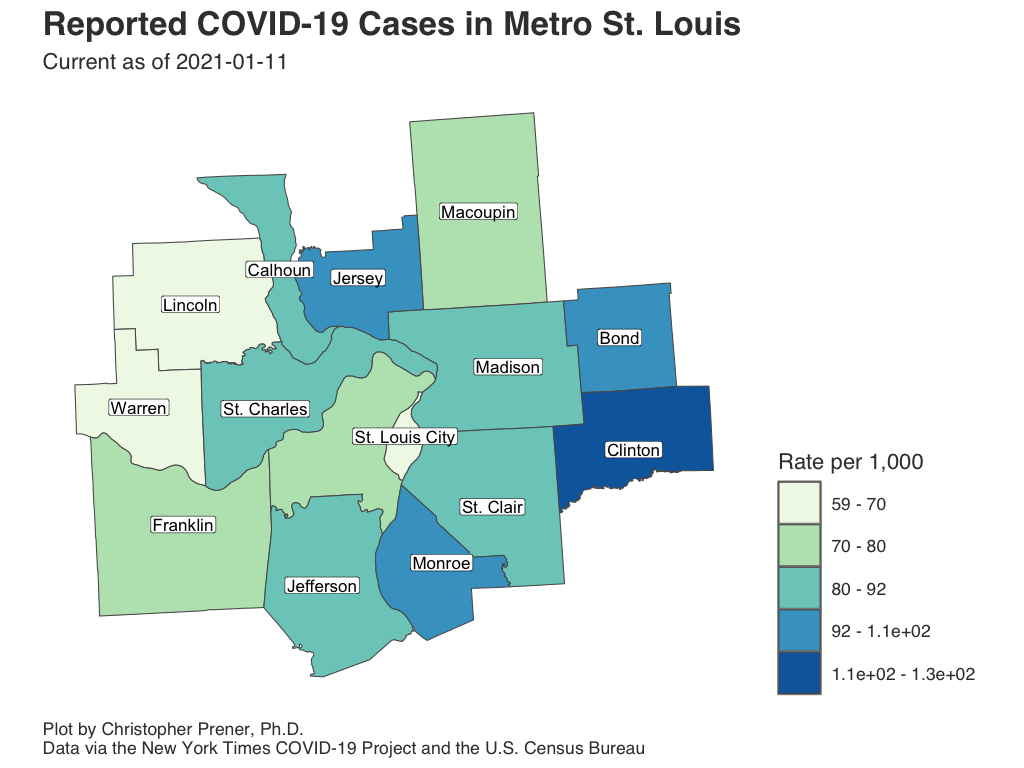 Reported COVID-19 Cases in Metro St. Louis
Current as of 2021-01-11
Macoupin
Calhoun
Jersey
Lincoln
Bond
Madison
Warren
St. Charles
St. Louis City
Clinton
St. Clair
Franklin
Monroe
Jefferson
Rate per 1,000
59 - 70
70 - 80
80 - 92
92 - 1.1e+02
1.1e+02 - 1.3e+02
Plot by Christopher Prener, Ph.D.
Data via the New York Times COVID-19 Project and the U.S. Census Bureau